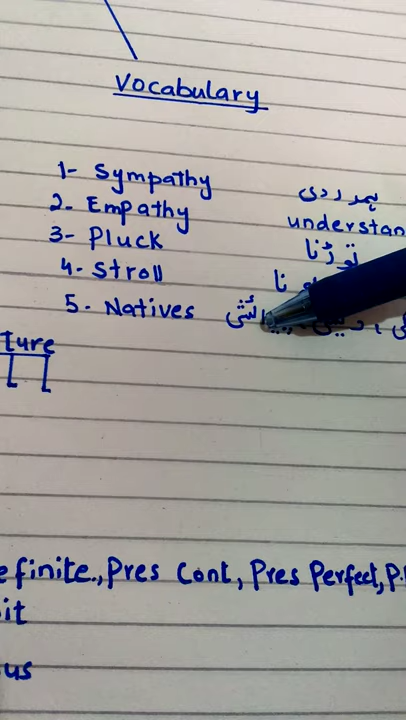 Vocabulary
1- Sympathy ہمدردی
2- Empathy understan
3- Pluck توڑنا
4- Stroll
5- Natives
ture
efinite., Pres Cont, Pres Perfect, P.
it
us